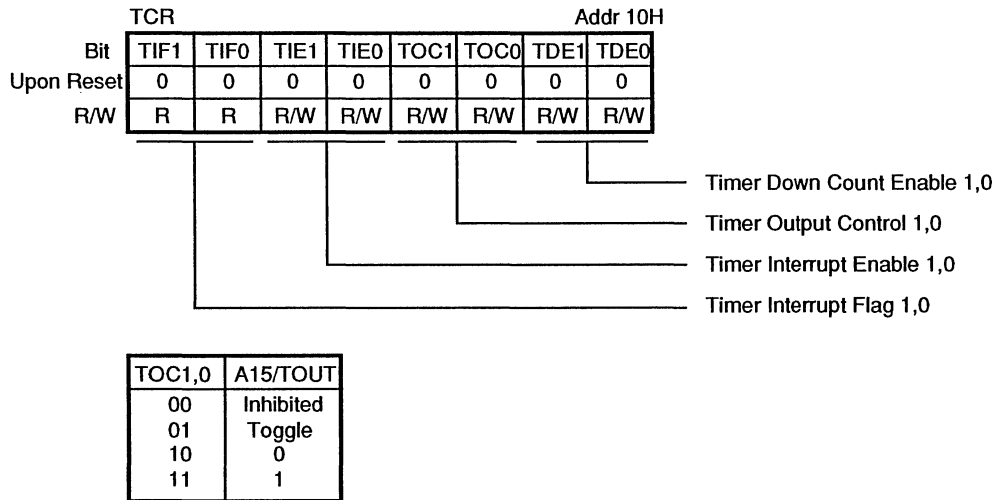 TCR Addr 10H
Bit TIF1 TIF0 TIE1 TIE0 TOC1 TOC0 TDE1 TDE0
Upon Reset 0 0 0 0 0 0 0 0
R/W R R R/W R/W R/W R/W R/W R/W
Timer Down Count Enable 1,0
Timer Output Control 1,0
Timer Interrupt Enable 1,0
Timer Interrupt Flag 1,0
TOC1,0 A15/TOUT
00 Inhibited
01 Toggle
10 0
11 1